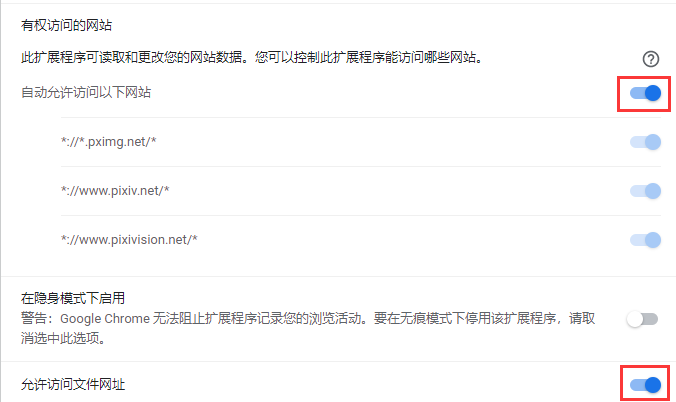 有权访问的网站
此扩展程序可读取和更改您的网站数据。您可以控制此扩展程序能访问哪些网站。
自动允许访问以下网站
*://*.pximg.net/*
*://www.pixiv.net/*
*://www.pixivision.net/*
在隐身模式下启用
警告：Google Chrome 无法阻止扩展程序记录您的浏览活动。要在无痕模式下停用该扩展程序，请取
消选中此选项。
允许访问文件网址